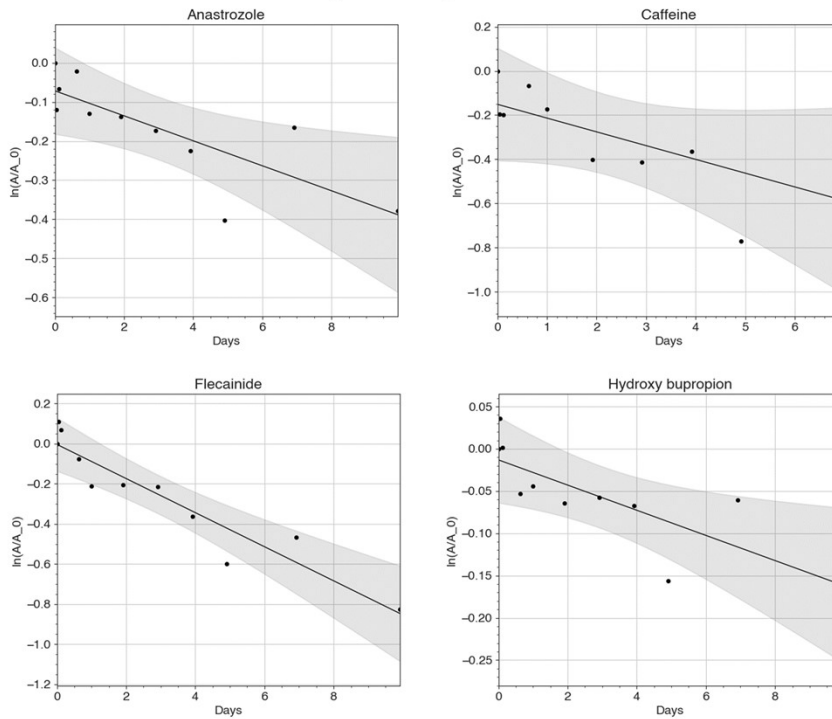 Anastrozole
0.0
−0.1
−0.2
−0.3
−0.4
−0.5
−0.6
ln(A/A_0)
0 2 4 6 8
Days
Caffeine
0.2
0.0
−0.2
−0.4
−0.6
−0.8
−1.0
ln(A/A_0)
0 1 2 3 4 5 6
Days
Flecainide
0.2
0.0
−0.2
−0.4
−0.6
−0.8
−1.0
−1.2
ln(A/A_0)
0 2 4 6 8
Days
Hydroxy bupropion
0.05
0.00
−0.05
−0.10
−0.15
−0.20
−0.25
ln(A/A_0)
0 2 4 6 8
Days